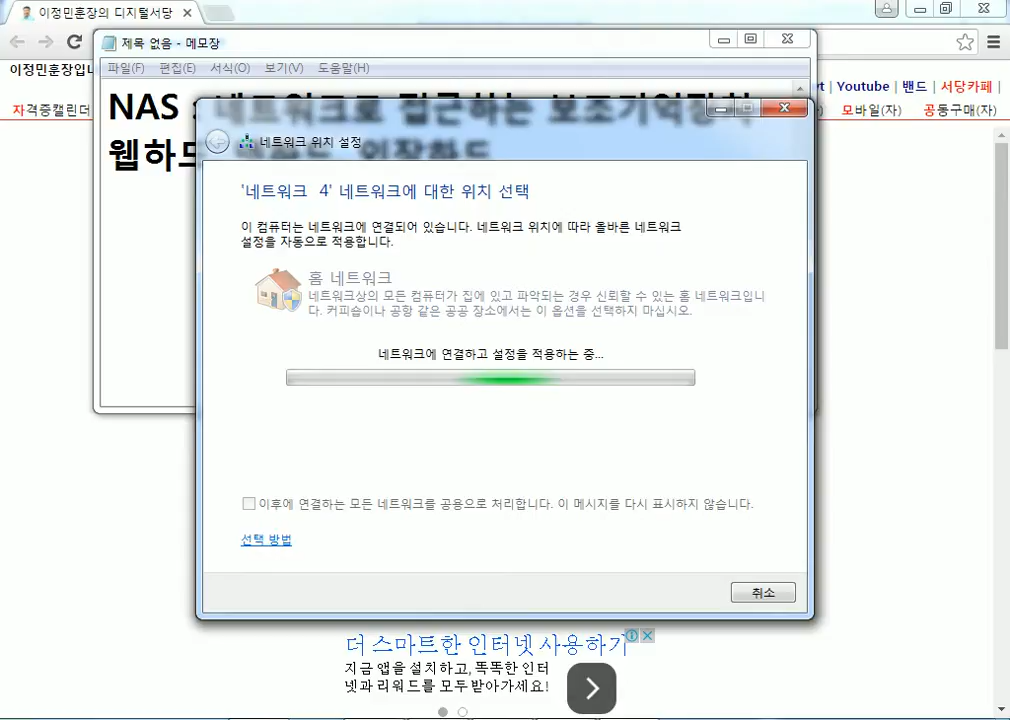 이정민훈장의 디지털서당
이정민훈장입니
제목 없음 - 메모장
파일(F) 편집(E) 서식(O) 보기(V) 도움말(H)
Youtube | 밴드 | 서당카페 |
자격증캘린더
모바일(자) 공동구매(자)
NAS : 네트워크로 접근하는 보조기억장치
웹하드
네트워크 위치 설정
'네트워크 4' 네트워크에 대한 위치 선택
이 컴퓨터는 네트워크에 연결되어 있습니다. 네트워크 위치에 따라 올바른 네트워크
설정을 자동으로 적용합니다.
홈 네트워크
네트워크상의 모든 컴퓨터가 집에 있고 파악되는 경우 신뢰할 수 있는 홈 네트워크입니
다. 커피숍이나 공항 같은 공공 장소에서는 이 옵션을 선택하지 마십시오.
네트워크에 연결하고 설정을 적용하는 중...
이후에 연결하는 모든 네트워크를 공용으로 처리합니다. 이 메시지를 다시 표시하지 않습니다.
선택 방법
취소
더 스마트한 인터넷 사용하기
지금 앱을 설치하고, 똑똑한 인터
넷과 리워드를 모두 받아가세요!